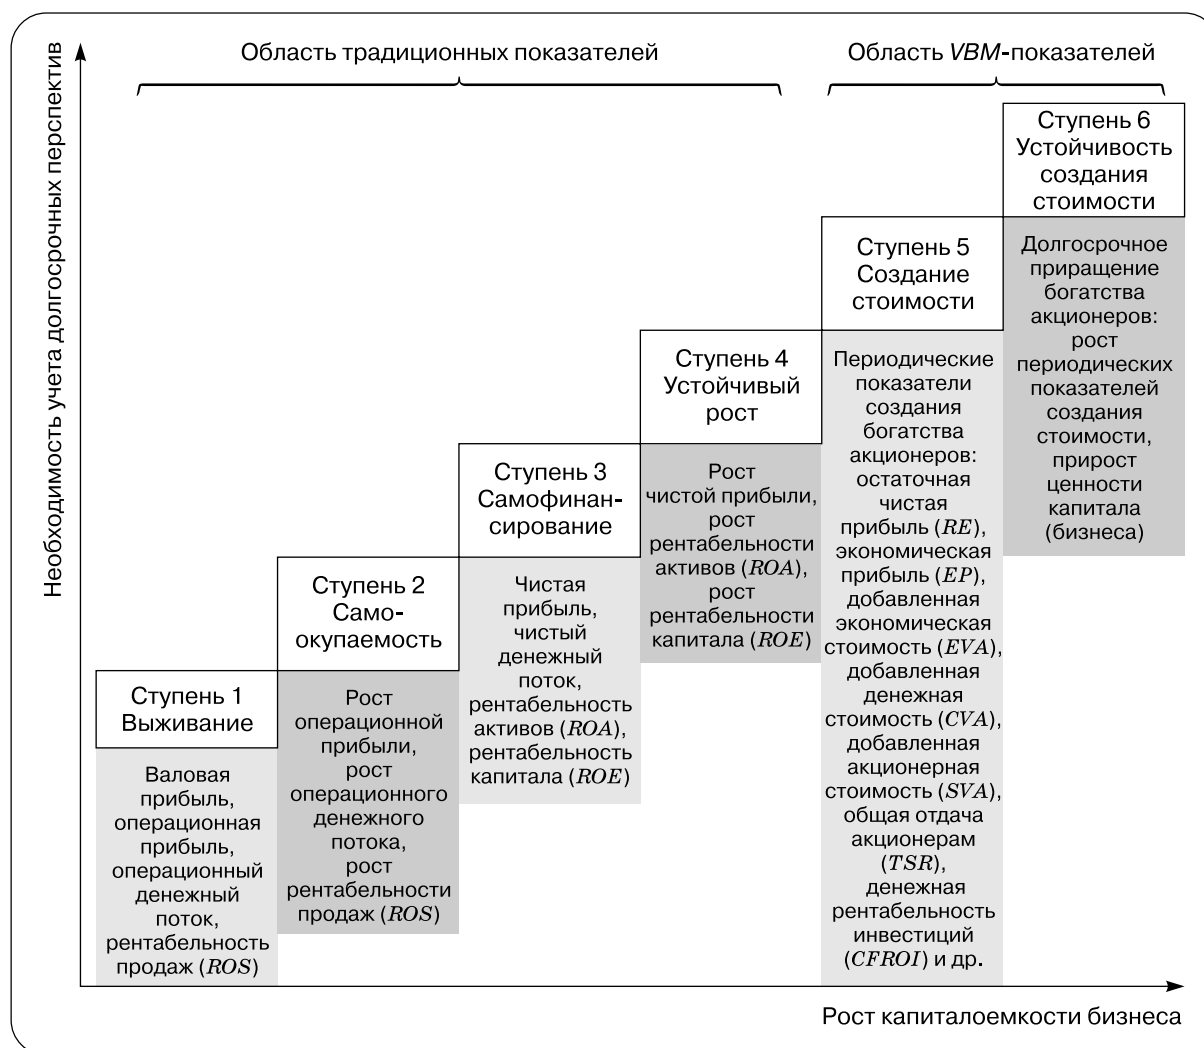 Необходимость учета долгосрочных перспектив
Область традиционных показателей
Область VBM-показателей
Ступень 1
Выживание
Валовая
прибыль,
операционная
прибыль,
операционный
денежный
поток,
рентабельность
продаж (ROS)
Ступень 2
Само-
окупаемость
Рост
операционной
прибыли,
рост
операционного
денежного
потока,
рост
рентабельности
продаж (ROS)
Ступень 3
Самофинан-
сирование
Чистая
прибыль,
чистый
денежный
поток,
рентабельность
активов (ROA),
рентабельность
капитала (ROE)
Ступень 4
Устойчивый
рост
Рост
чистой прибыли,
рост
рентабельности
активов (ROA),
рост
рентабельности
капитала (ROE)
Ступень 5
Создание
стоимости
Периодические
показатели
создания
богатства
акционеров:
остаточная
чистая
прибыль (RE),
экономическая
прибыль (EP),
добавленная
экономическая
стоимость (EVA),
добавленная
денежная
стоимость (CVA),
добавленная
акционерная
стоимость (SVA),
общая отдача
акционерам
(TSR),
денежная
рентабельность
инвестиций
(CFROI) и др.
Ступень 6
Устойчивость
создания
стоимости
Долгосрочное
приращение
богатства
акционеров:
рост
периодических
показателей
создания
стоимости,
прирост
ценности
капитала
(бизнеса)
Рост капиталоемкости бизнеса